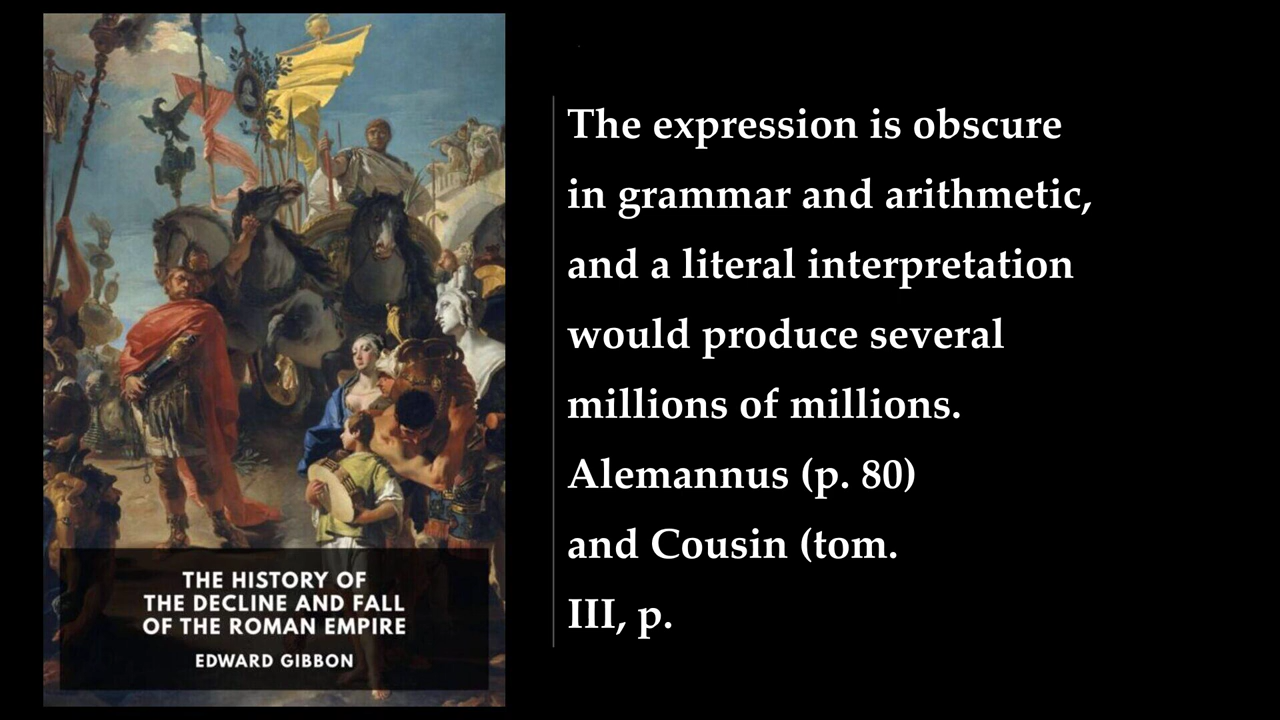 THE HISTORY OF
THE DECLINE AND FALL
OF THE ROMAN EMPIRE
EDWARD GIBBON
The expression is obscure
in grammar and arithmetic,
and a literal interpretation
would produce several
millions of millions.
Alemannus (p. 80)
and Cousin (tom.
III, p.